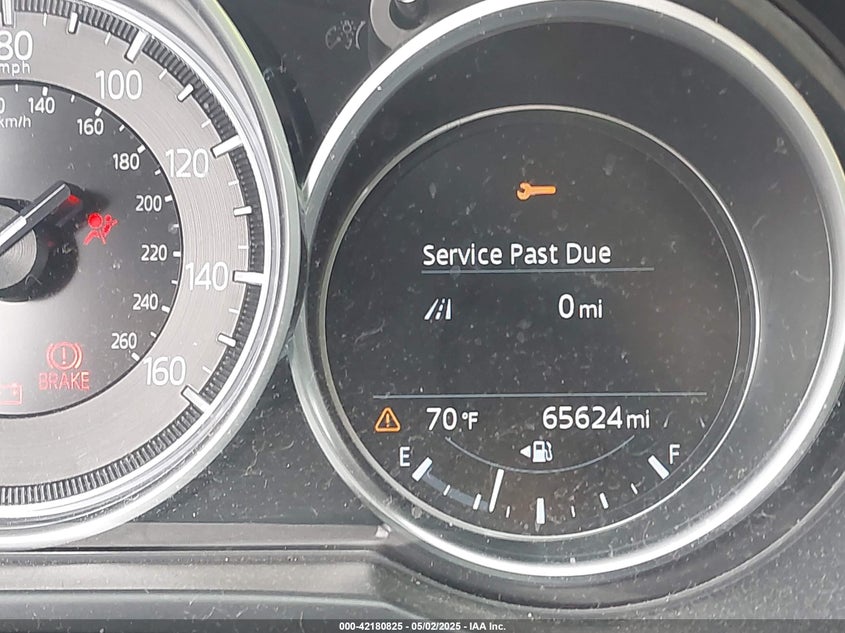 80
mph
100
120
140
160
140
km/h
160
180
200
220
240
260
BRAKE
Service Past Due
0 mi
70 °F
65624 mi
E
F
000-42180825 - 05/02/2025 - IAA Inc.